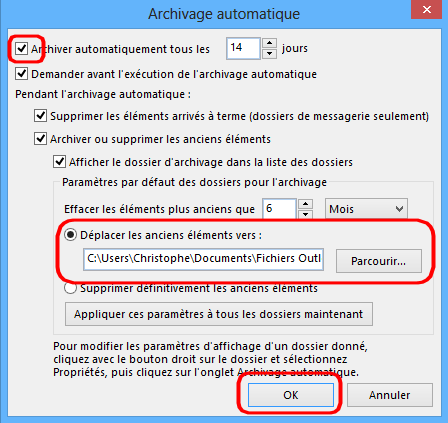 Archivage automatique
Archiver automatiquement tous les 14 jours
Demander avant l'exécution de l'archivage automatique
Pendant l'archivage automatique :
Supprimer les éléments arrivés à terme (dossiers de messagerie seulement)
Archiver ou supprimer les anciens éléments
Afficher le dossier d'archivage dans la liste des dossiers
Paramètres par défaut des dossiers pour l'archivage
Effacer les éléments plus anciens que 6 Mois
Déplacer les anciens éléments vers :
C:\Users\Christophe\Documents\Fichiers Outl Parcourir...
Supprimer définitivement les anciens éléments
Appliquer ces paramètres à tous les dossiers maintenant
Pour modifier les paramètres d'affichage d'un dossier donné,
cliquez avec le bouton droit sur le dossier et sélectionnez
Propriétés, puis cliquez sur l'onglet Archivage automatique.
OK Annuler